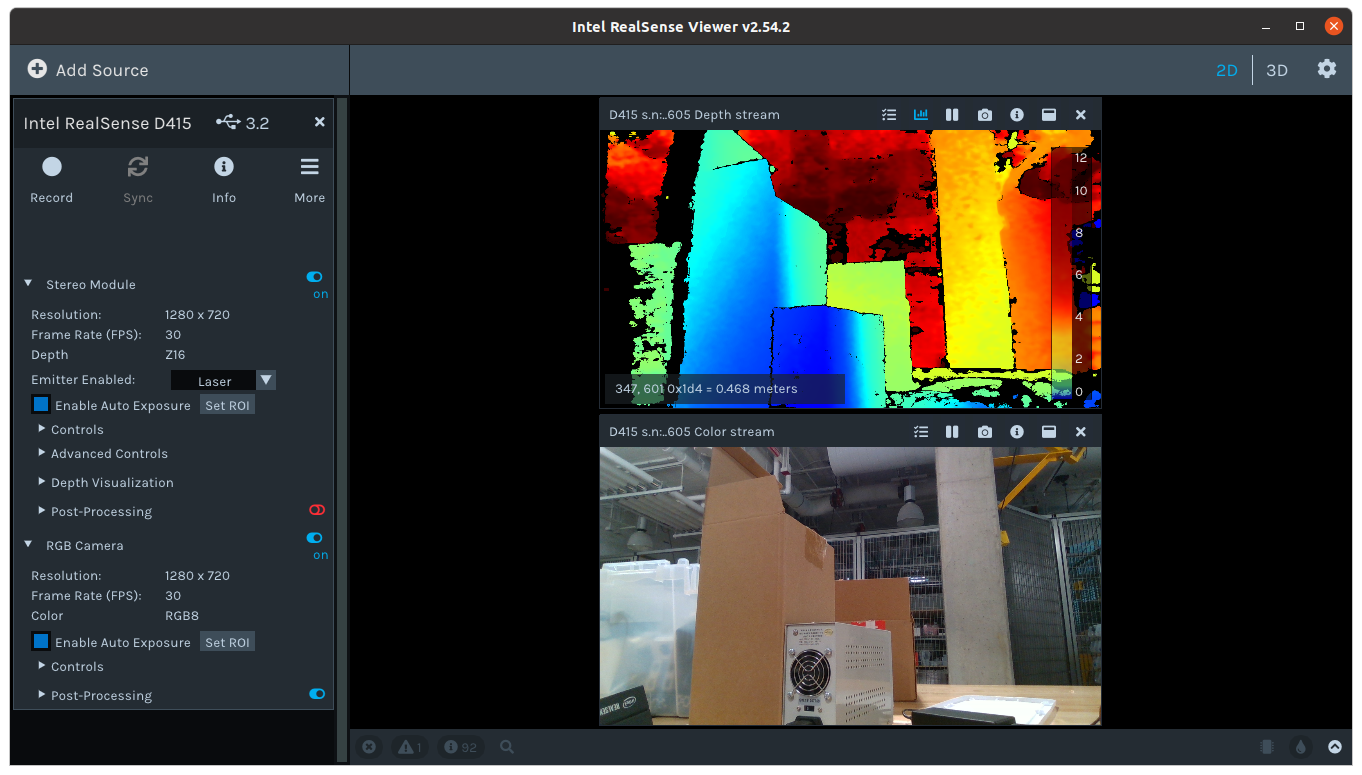 Intel RealSense Viewer v2.54.2
Add Source
2D
3D
Intel RealSense D415
3.2
Record
Sync
Info
More
Stereo Module
on
Resolution: 1280 x 720
Frame Rate (FPS): 30
Depth Z16
Emitter Enabled: Laser
Enable Auto Exposure Set ROI
Controls
Advanced Controls
Depth Visualization
Post-Processing
RGB Camera
on
Resolution: 1280 x 720
Frame Rate (FPS): 30
Color RGB8
Enable Auto Exposure Set ROI
Controls
Post-Processing
D415 s.n:..605 Depth stream
12
10
8
6
4
2
0
347, 601 0x1d4 = 0.468 meters
D415 s.n:..605 Color stream
1
92